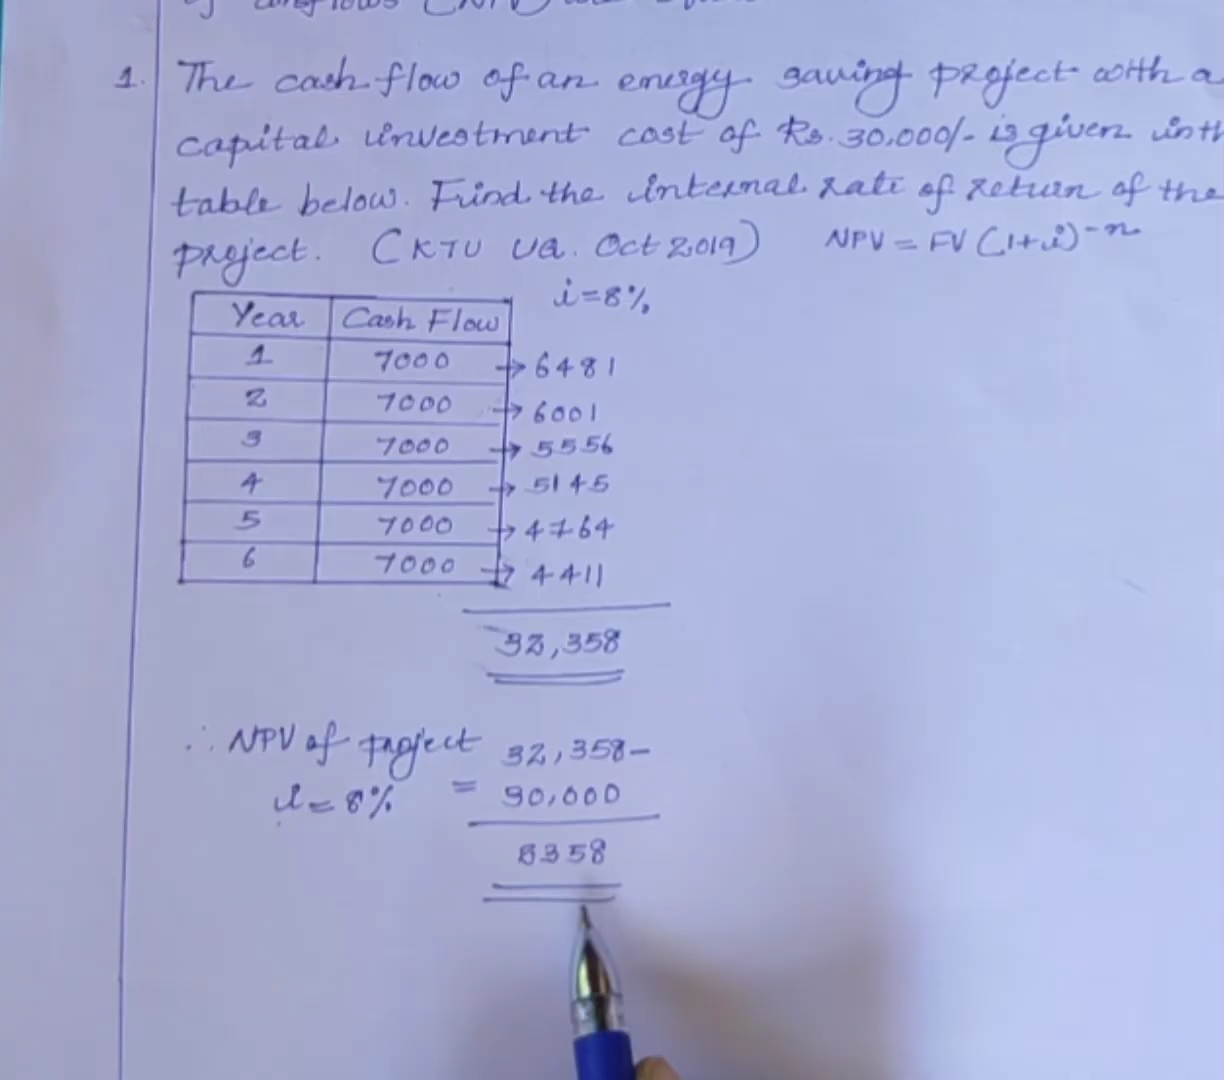 1. The cash flow of an energy saving project with a
capital investment cost of Rs. 30,000/- is given in th
table below. Find the internal rate of return of the
project. (KTU UQ. Oct 2019) NPV = FV (1+i)^-n
i=8%
Year Cash Flow
1 7000 → 6481
2 7000 → 6001
3 7000 → 5556
4 7000 → 5145
5 7000 → 4764
6 7000 → 4411
32,358
∴ NPV of project 32,358-
i=8% = 30,000
358